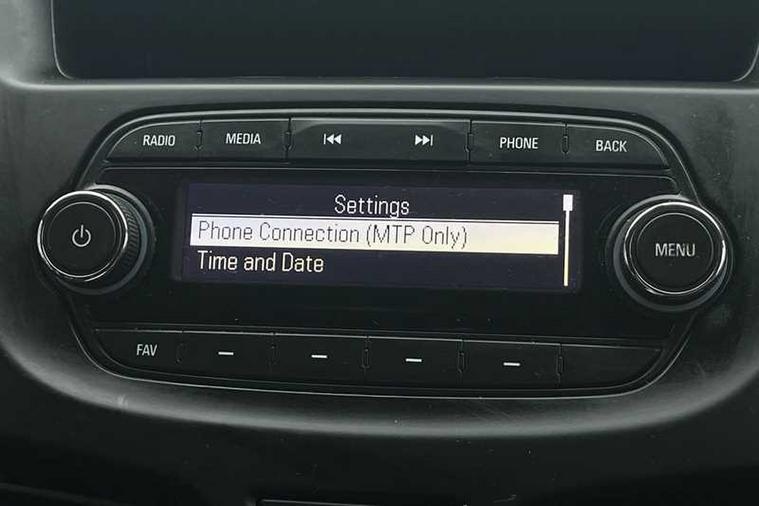 RADIO MEDIA PHONE BACK
Settings
Phone Connection (MTP Only)
Time and Date
MENU
FAV